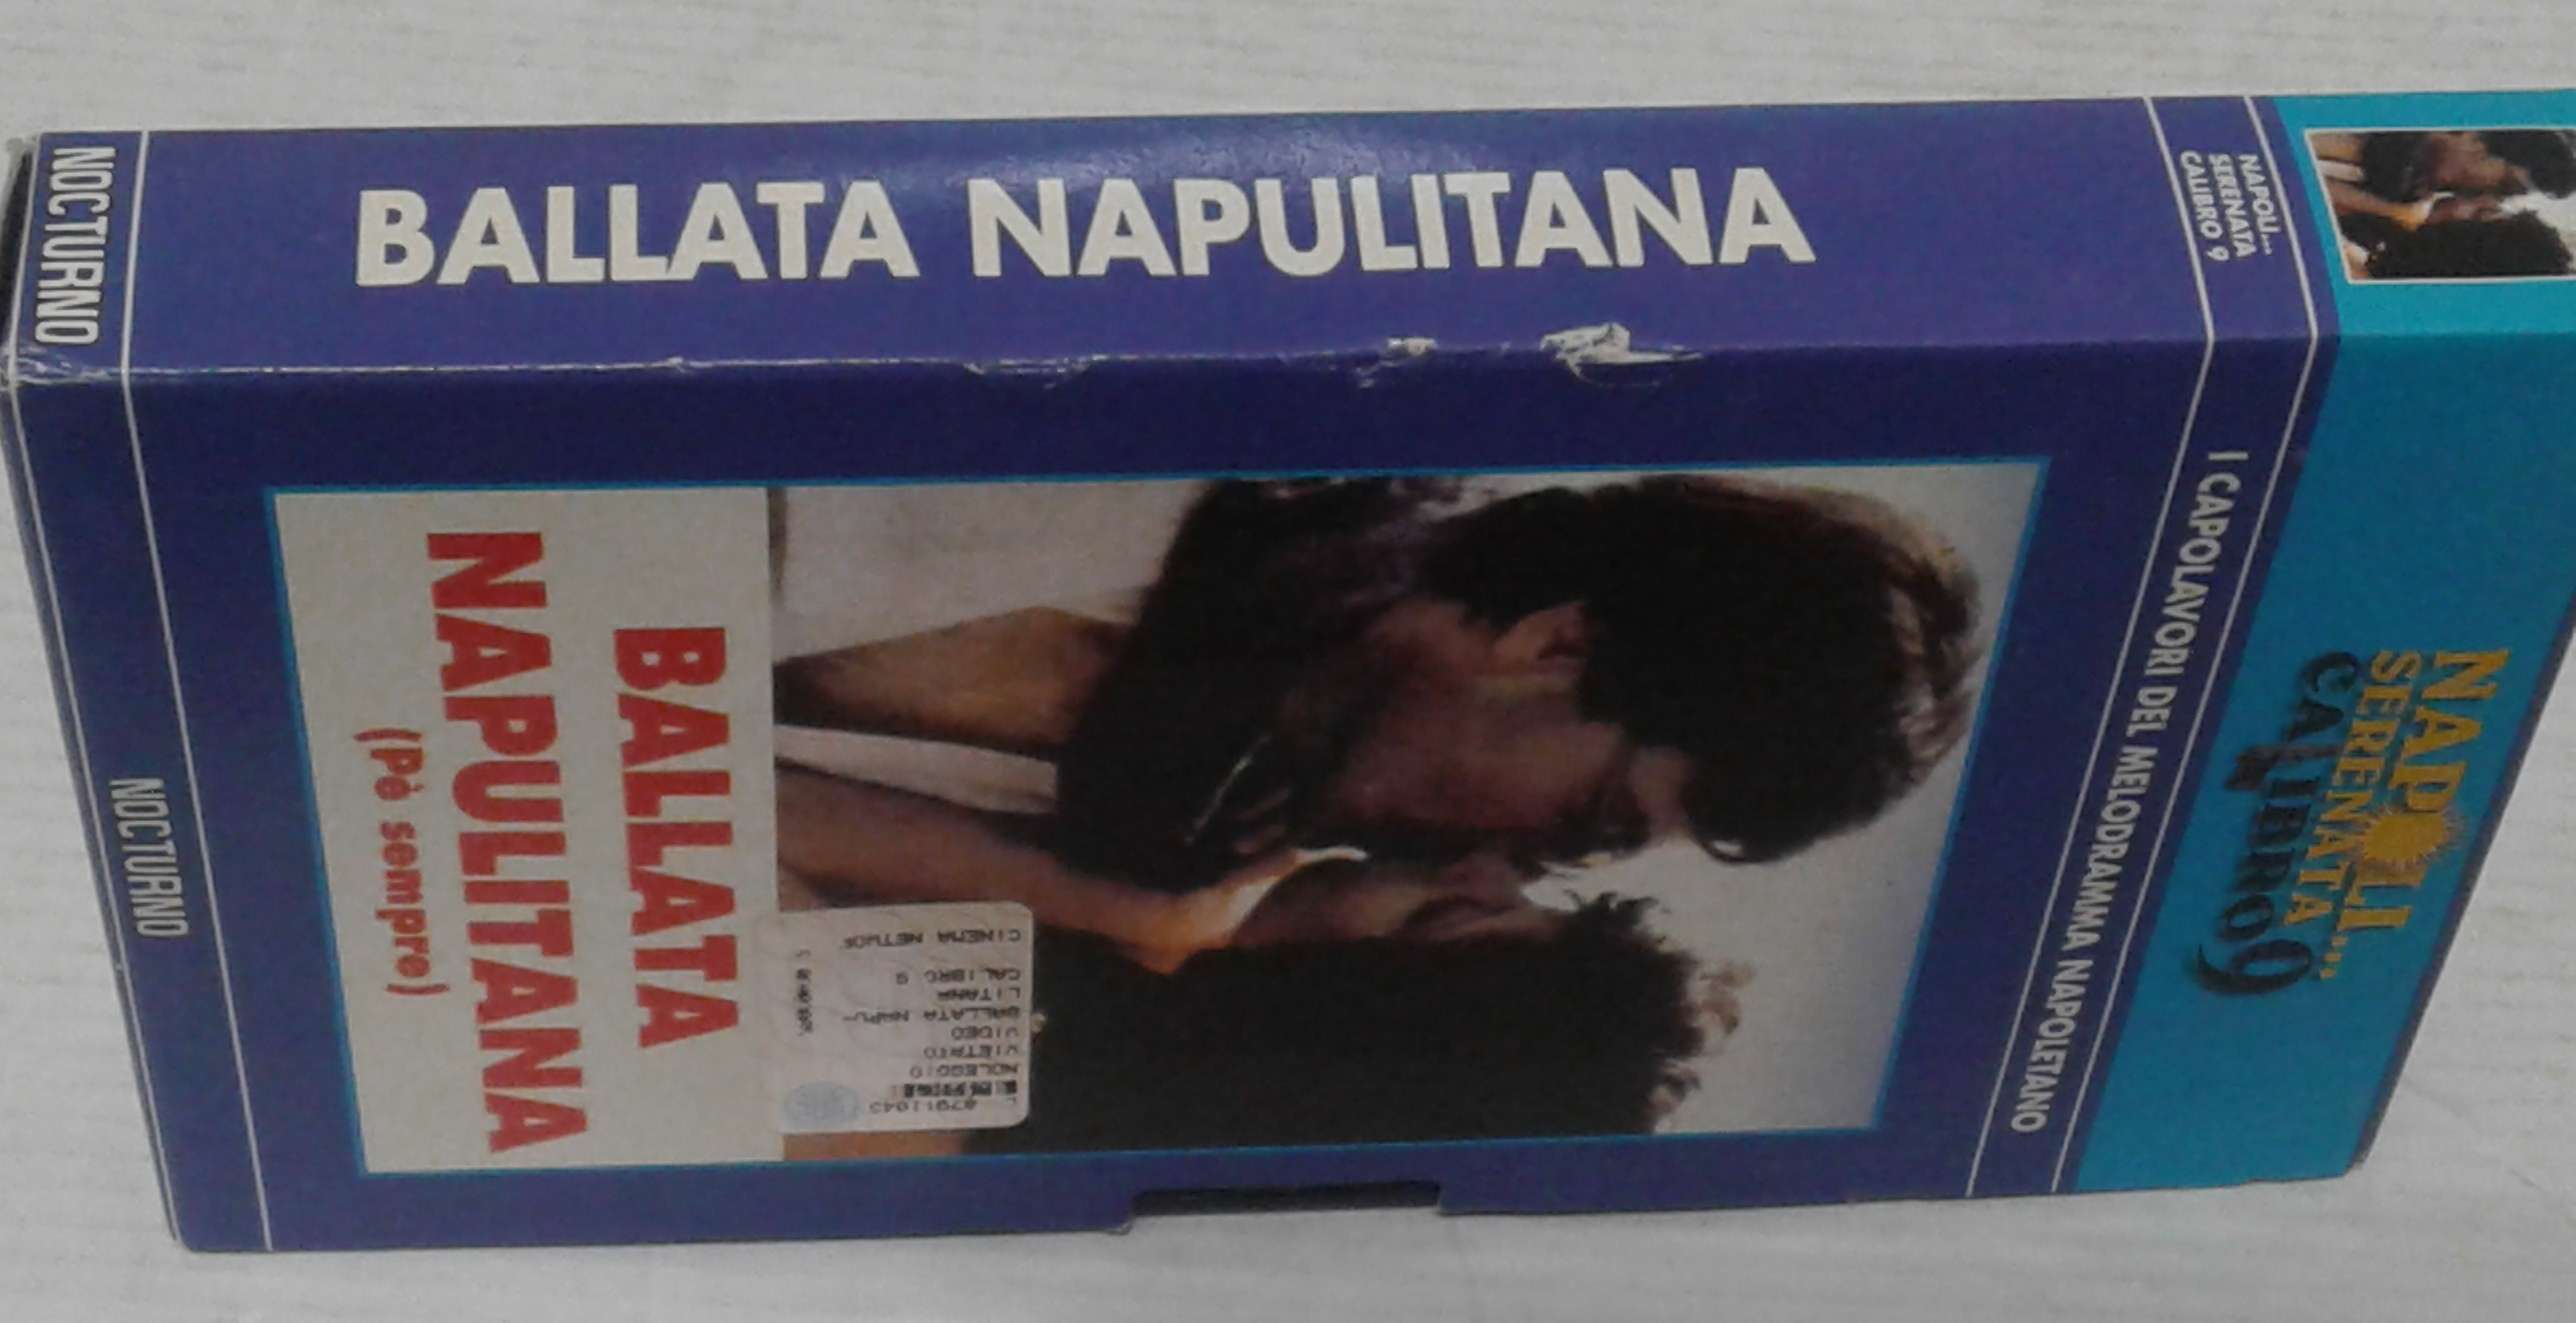 NAPOLI...
SERENATA
CALIBRO 9
BALLATA NAPULITANA
NOCTURNO
NAPOLI...
SERENATA
CALIBRO 9
I CAPOLAVORI DEL MELODRAMMA NAPOLETANO
BALLATA
NAPULITANA
(Pè sempre)
NOCTURNO
NOLEGGIO
VIETATO
VIDEO
BALLATA NAPU-
LITANA
CALIBRO 9
CINEMA NETWOR